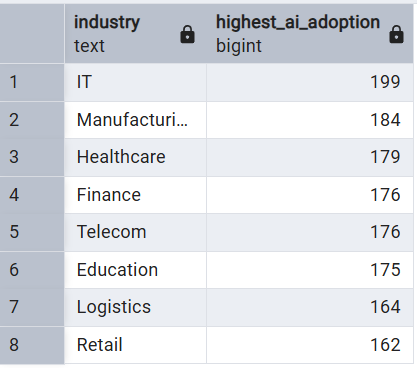 industry highest_ai_adoption
text bigint
1 IT 199
2 Manufacturi... 184
3 Healthcare 179
4 Finance 176
5 Telecom 176
6 Education 175
7 Logistics 164
8 Retail 162